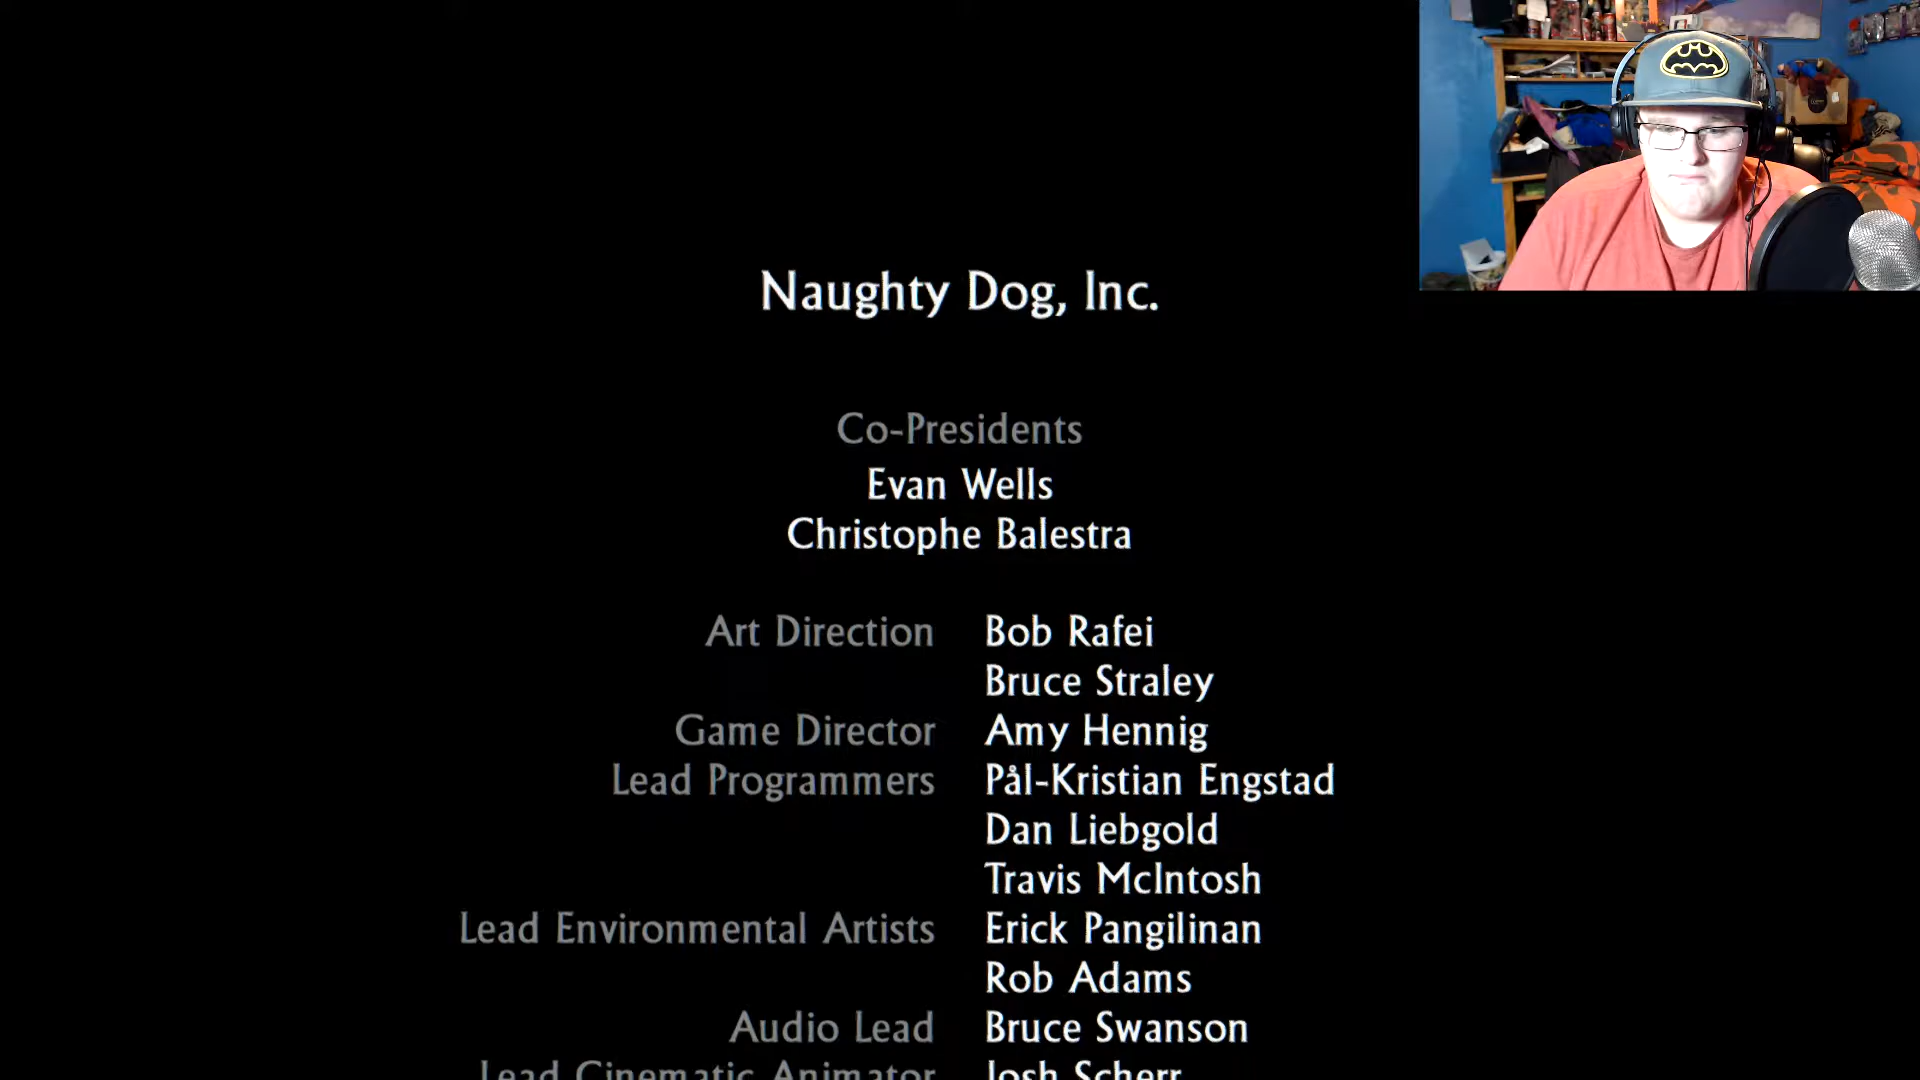 Naughty Dog, Inc.
Co-Presidents
Evan Wells
Christophe Balestra
Art Direction Bob Rafei
Bruce Straley
Game Director Amy Hennig
Lead Programmers Pål-Kristian Engstad
Dan Liebgold
Travis McIntosh
Lead Environmental Artists Erick Pangilinan
Rob Adams
Audio Lead Bruce Swanson
Lead Cinematic Animator Josh Scherr